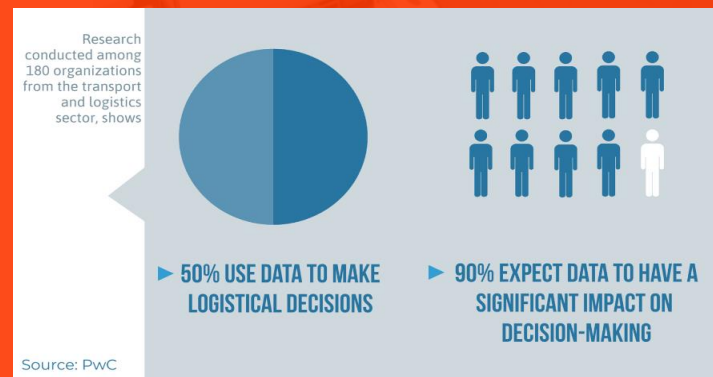 Research
conducted among
180 organizations
from the transport
and logistics
sector, shows
50% USE DATA TO MAKE
LOGISTICAL DECISIONS
90% EXPECT DATA TO HAVE A
SIGNIFICANT IMPACT ON
DECISION-MAKING
Source: PwC